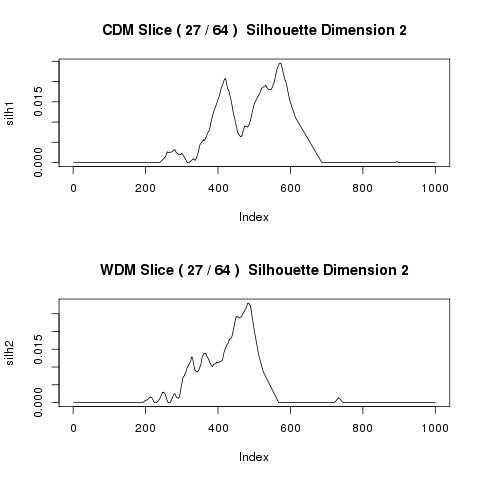 CDM Slice ( 27 / 64 )  Silhouette Dimension 2
silh1
0.015
0.000
0 200 400 600 800 1000
Index
WDM Slice ( 27 / 64 )  Silhouette Dimension 2
silh2
0.015
0.000
0 200 400 600 800 1000
Index